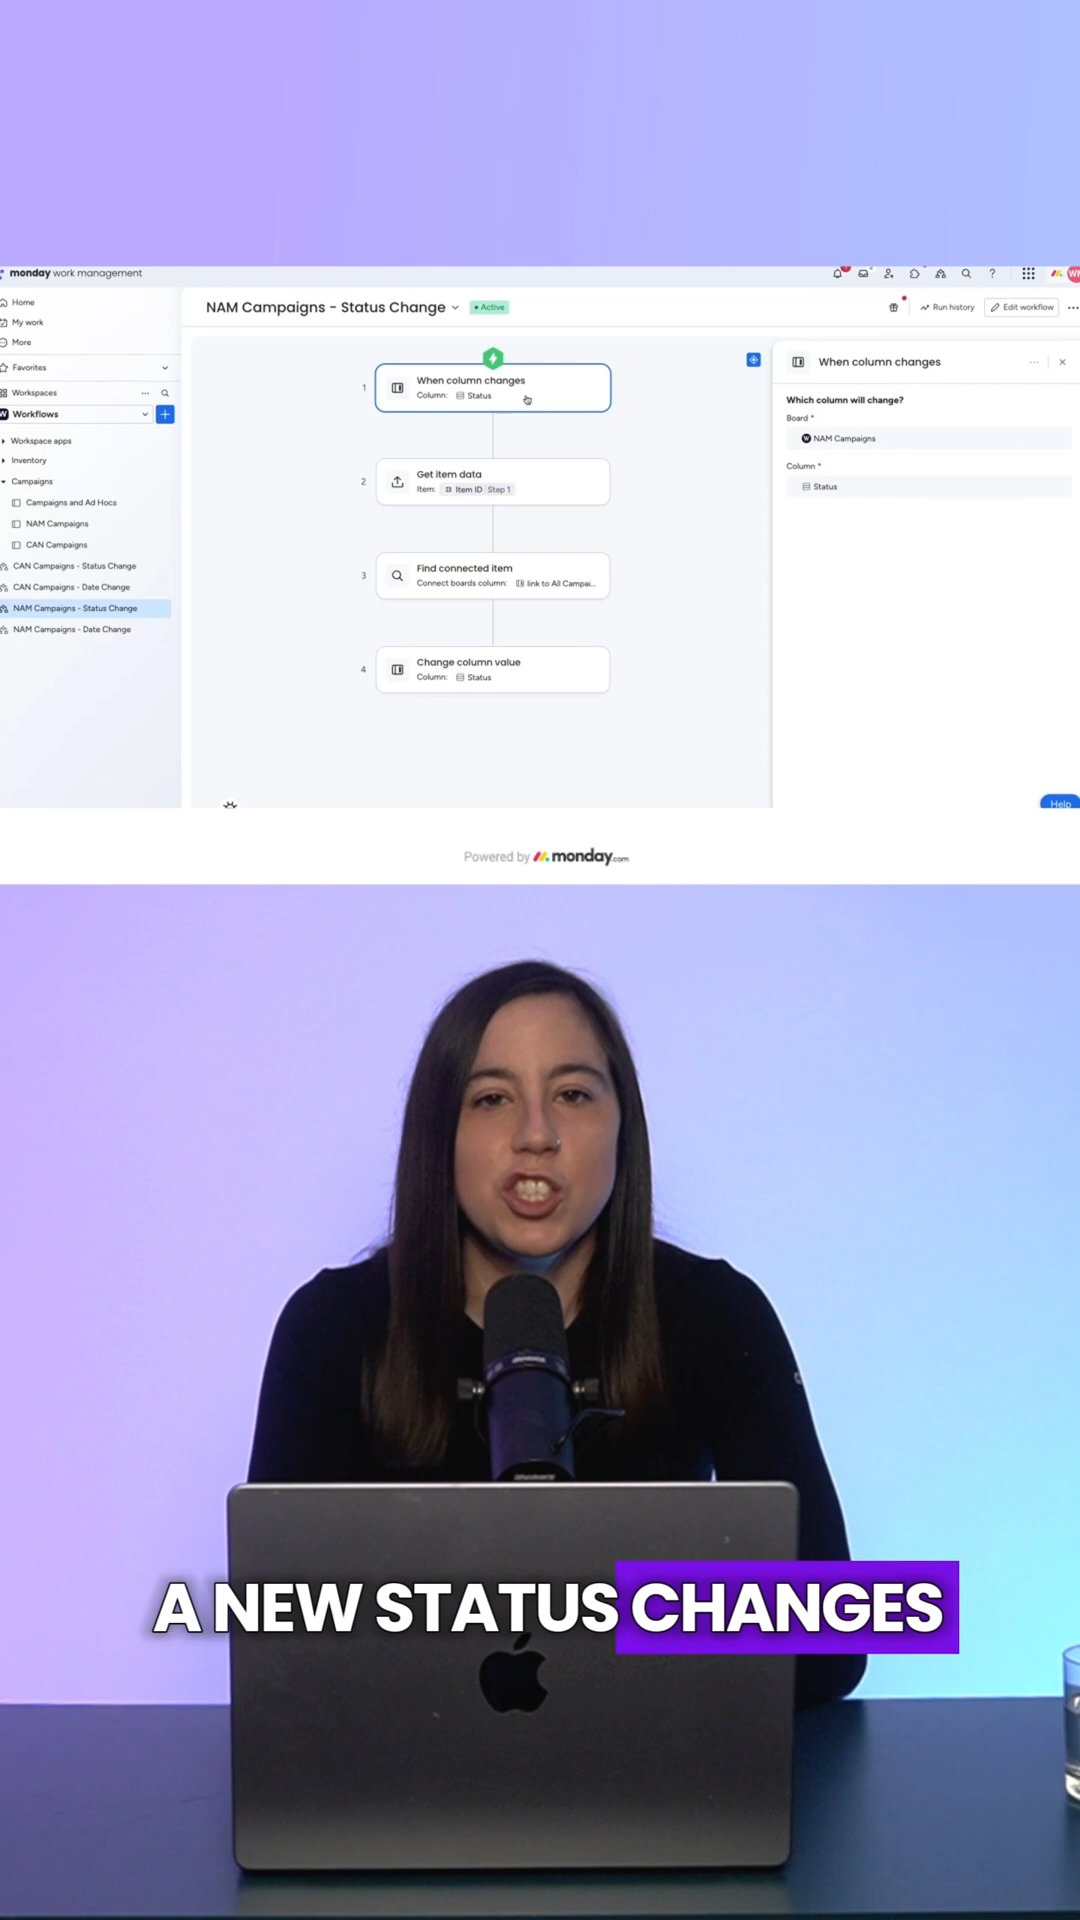 monday work management
Home
My work
More
Favorites
Workspaces
Workflows
Workspace apps
Inventory
Campaigns
Campaigns and Ad Hocs
NAM Campaigns
CAN Campaigns
CAN Campaigns - Status Change
CAN Campaigns - Date Change
NAM Campaigns - Status Change
NAM Campaigns - Date Change
NAM Campaigns - Status Change
Active
Run history
Edit workflow
1
When column changes
Column: Status
2
Get item data
Item: Item ID Step 1
3
Find connected item
Connect boards column: link to All Campai...
4
Change column value
Column: Status
When column changes
Which column will change?
Board *
NAM Campaigns
Column *
Status
Help
Powered by monday.com
A NEW STATUS CHANGES